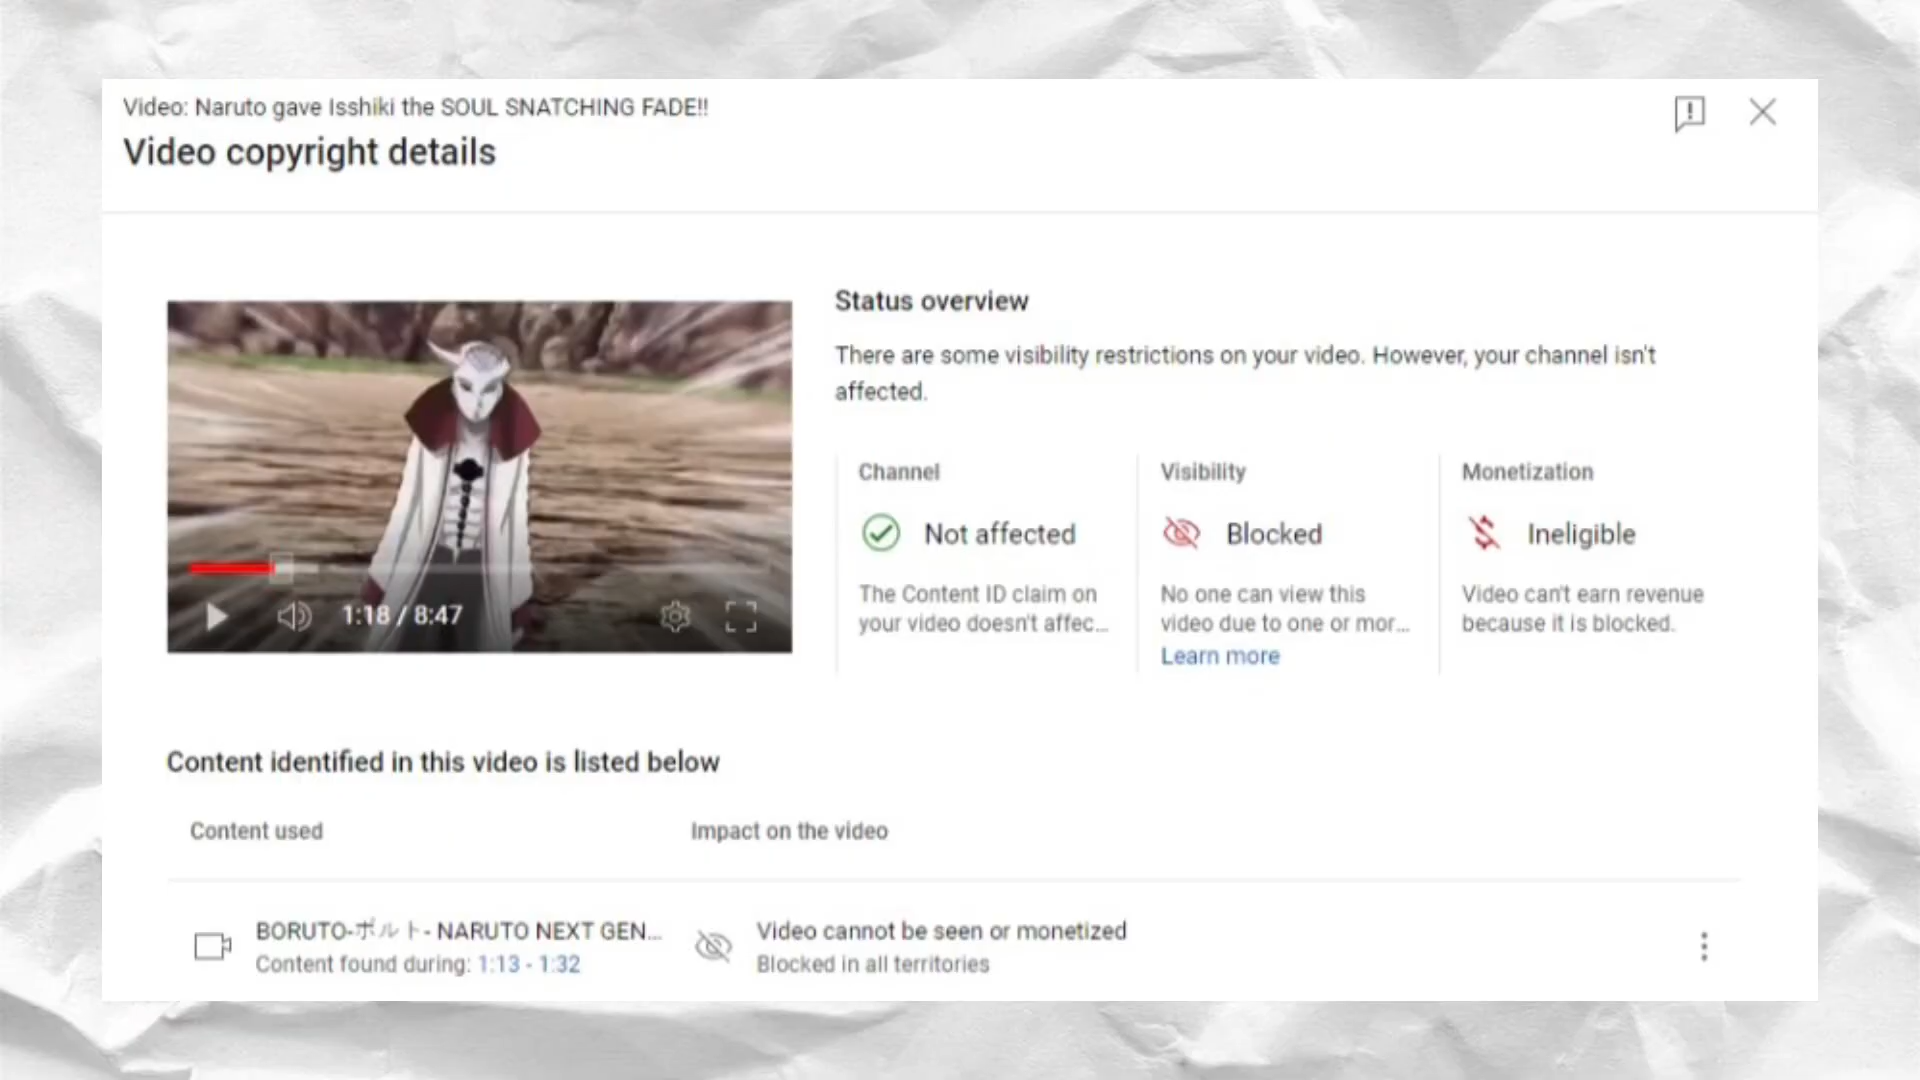 Video: Naruto gave Isshiki the SOUL SNATCHING FADE!!
Video copyright details
1:18 / 8:47
Status overview
There are some visibility restrictions on your video. However, your channel isn't
affected.
Channel
Not affected
The Content ID claim on
your video doesn't affec...
Visibility
Blocked
No one can view this
video due to one or mor...
Learn more
Monetization
Ineligible
Video can't earn revenue
because it is blocked.
Content identified in this video is listed below
Content used
Impact on the video
BORUTO-ボルト- NARUTO NEXT GEN...
Content found during: 1:13 - 1:32
Video cannot be seen or monetized
Blocked in all territories